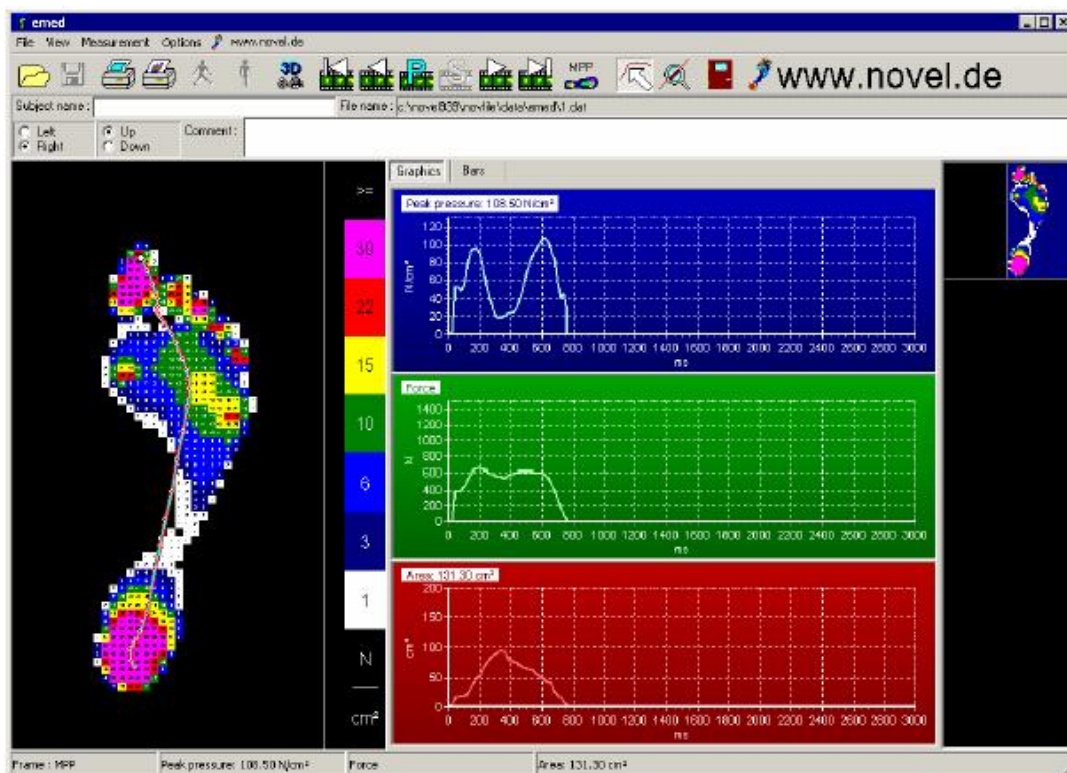 emed
File View Measurement Options www.novel.de
3D MPP www.novel.de
Subject name : File name : c:\novel\39\novfile\data\emed\1.dat
Left Up Comment :
Right Down
Graphics Bars
>=
30
22
15
10
6
3
1
N
cm²
Peak pressure: 108.50 N/cm²
N/cm²
120
100
80
60
40
20
0
0 200 400 600 800 1000 1200 1400 1600 1800 2000 2200 2400 2600 2800 3000
ms
Force
N
1400
1200
1000
800
600
400
200
0
0 200 400 600 800 1000 1200 1400 1600 1800 2000 2200 2400 2600 2800 3000
ms
Area: 131.30 cm²
cm²
200
150
100
50
0
0 200 400 600 800 1000 1200 1400 1600 1800 2000 2200 2400 2600 2800 3000
ms
Frame : MPP Peak pressure: 108.50 N/cm² Force Area: 131.30 cm²